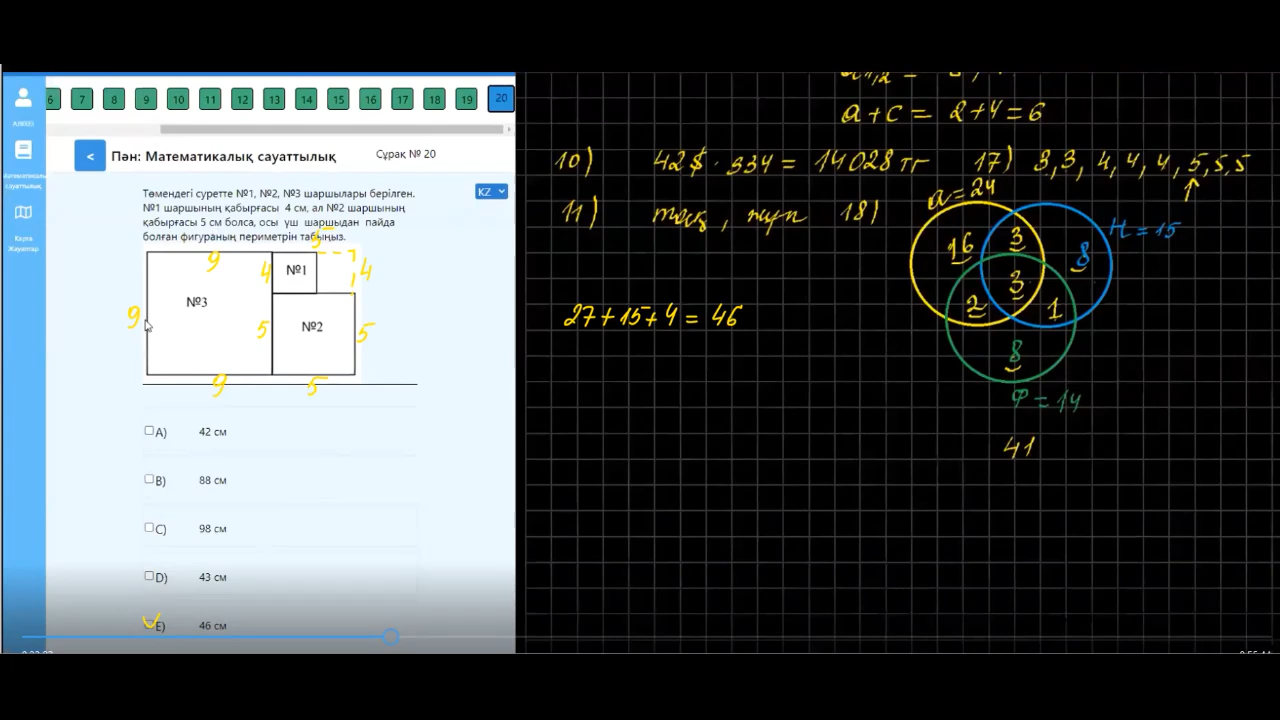 6 7 8 9 10 11 12 13 14 15 16 17 18 19 20
< Пән: Математикалық сауаттылық Сұрақ № 20
KZ
Төмендегі суретте №1, №2, №3 шаршылары берілген.
№1 шаршының қабырғасы 4 см, ал №2 шаршының
қабырғасы 5 см болса, осы үш шаршыдан пайда
болған фигураның периметрін табыңыз.
5
9 4 №1 4
№3
9 5 №2 5
9 5
A) 42 см
B) 88 см
C) 98 см
D) 43 см
E) 46 см
Карта
Жауаптар
a + c = 2+4=6
10) 42$ · 334 = 14028 тг
11)
27+15+4 = 46
17) 3,3, 4, 4, 4, 5, 5, 5
18)
a=24
H=15
16 3 8
3
2 1
8
Ф=14
41